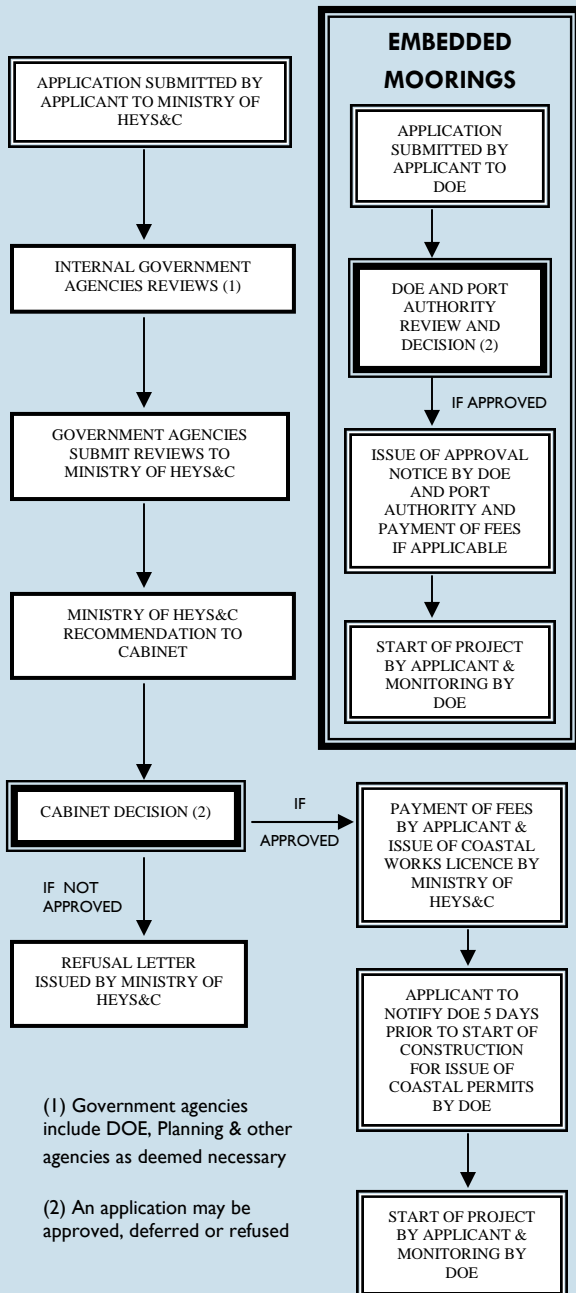 APPLICATION SUBMITTED BY
APPLICANT TO MINISTRY OF
HEYS&C
INTERNAL GOVERNMENT
AGENCIES REVIEWS (1)
GOVERNMENT AGENCIES
SUBMIT REVIEWS TO
MINISTRY OF HEYS&C
MINISTRY OF HEYS&C
RECOMMENDATION TO
CABINET
CABINET DECISION (2)
IF
APPROVED
IF NOT
APPROVED
REFUSAL LETTER
ISSUED BY MINISTRY OF
HEYS&C
(1) Government agencies
include DOE, Planning & other
agencies as deemed necessary
(2) An application may be
approved, deferred or refused
EMBEDDED
MOORINGS
APPLICATION
SUBMITTED BY
APPLICANT TO
DOE
DOE AND PORT
AUTHORITY
REVIEW AND
DECISION (2)
IF APPROVED
ISSUE OF APPROVAL
NOTICE BY DOE
AND PORT
AUTHORITY AND
PAYMENT OF FEES
IF APPLICABLE
START OF PROJECT
BY APPLICANT &
MONITORING BY
DOE
PAYMENT OF FEES
BY APPLICANT &
ISSUE OF COASTAL
WORKS LICENCE BY
MINISTRY OF
HEYS&C
APPLICANT TO
NOTIFY DOE 5 DAYS
PRIOR TO START OF
CONSTRUCTION
FOR ISSUE OF
COASTAL PERMITS
BY DOE
START OF PROJECT
BY APPLICANT &
MONITORING BY
DOE